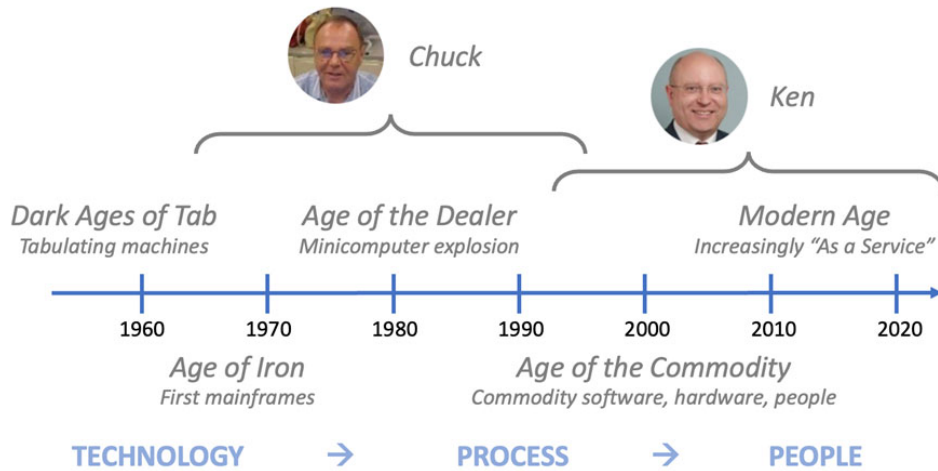 Chuck
Ken
Dark Ages of Tab
Tabulating machines
Age of the Dealer
Minicomputer explosion
Modern Age
Increasingly “As a Service”
1960 1970 1980 1990 2000 2010 2020
Age of Iron
First mainframes
Age of the Commodity
Commodity software, hardware, people
TECHNOLOGY → PROCESS → PEOPLE